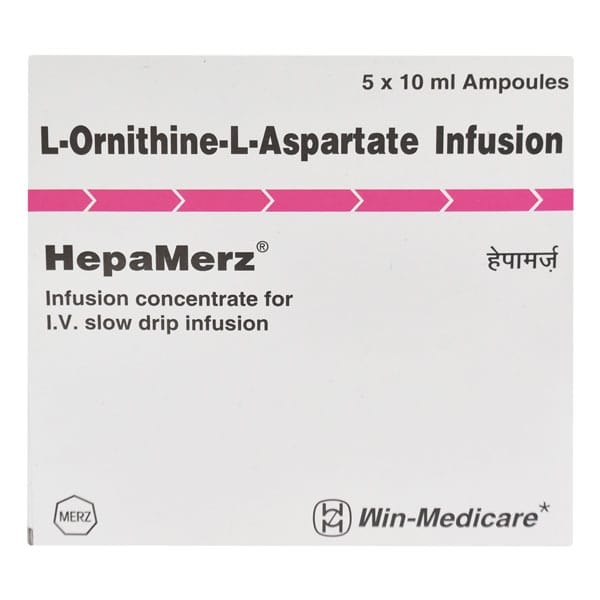 5 x 10 ml Ampoules
L-Ornithine-L-Aspartate Infusion
HepaMerz®
हेपामर्ज़
Infusion concentrate for
I.V. slow drip infusion
MERZ
Win-Medicare*